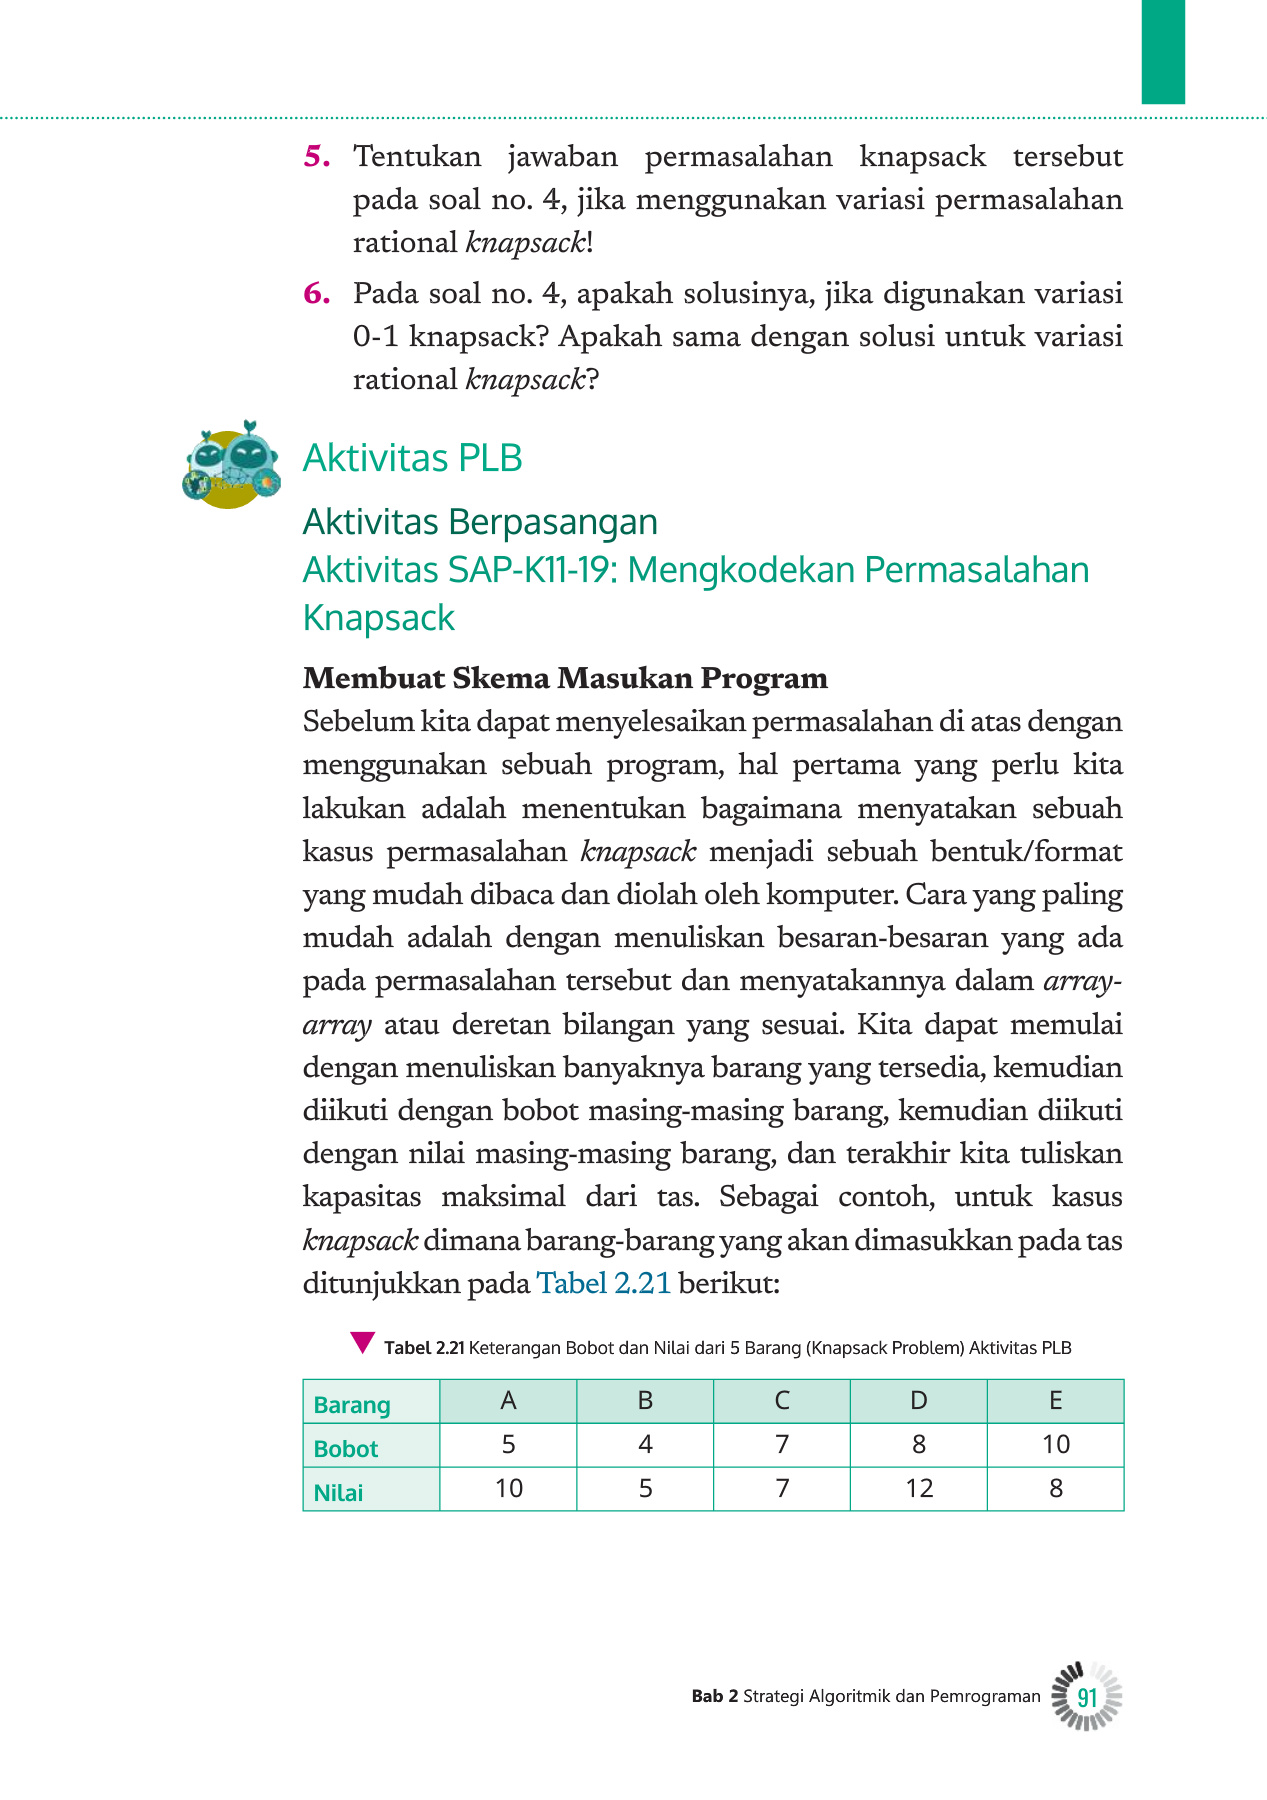 5. Tentukan jawaban permasalahan knapsack tersebut
pada soal no. 4, jika menggunakan variasi permasalahan
rational knapsack!
6. Pada soal no. 4, apakah solusinya, jika digunakan variasi
0-1 knapsack? Apakah sama dengan solusi untuk variasi
rational knapsack?
Aktivitas PLB
Aktivitas Berpasangan
Aktivitas SAP-K11-19: Mengkodekan Permasalahan
Knapsack
Membuat Skema Masukan Program
Sebelum kita dapat menyelesaikan permasalahan di atas dengan
menggunakan sebuah program, hal pertama yang perlu kita
lakukan adalah menentukan bagaimana menyatakan sebuah
kasus permasalahan knapsack menjadi sebuah bentuk/format
yang mudah dibaca dan diolah oleh komputer. Cara yang paling
mudah adalah dengan menuliskan besaran-besaran yang ada
pada permasalahan tersebut dan menyatakannya dalam array-
array atau deretan bilangan yang sesuai. Kita dapat memulai
dengan menuliskan banyaknya barang yang tersedia, kemudian
diikuti dengan bobot masing-masing barang, kemudian diikuti
dengan nilai masing-masing barang, dan terakhir kita tuliskan
kapasitas maksimal dari tas. Sebagai contoh, untuk kasus
knapsack dimana barang-barang yang akan dimasukkan pada tas
ditunjukkan pada Tabel 2.21 berikut:
Tabel 2.21 Keterangan Bobot dan Nilai dari 5 Barang (Knapsack Problem) Aktivitas PLB
Barang A B C D E
Bobot 5 4 7 8 10
Nilai 10 5 7 12 8
Bab 2 Strategi Algoritmik dan Pemrograman 91